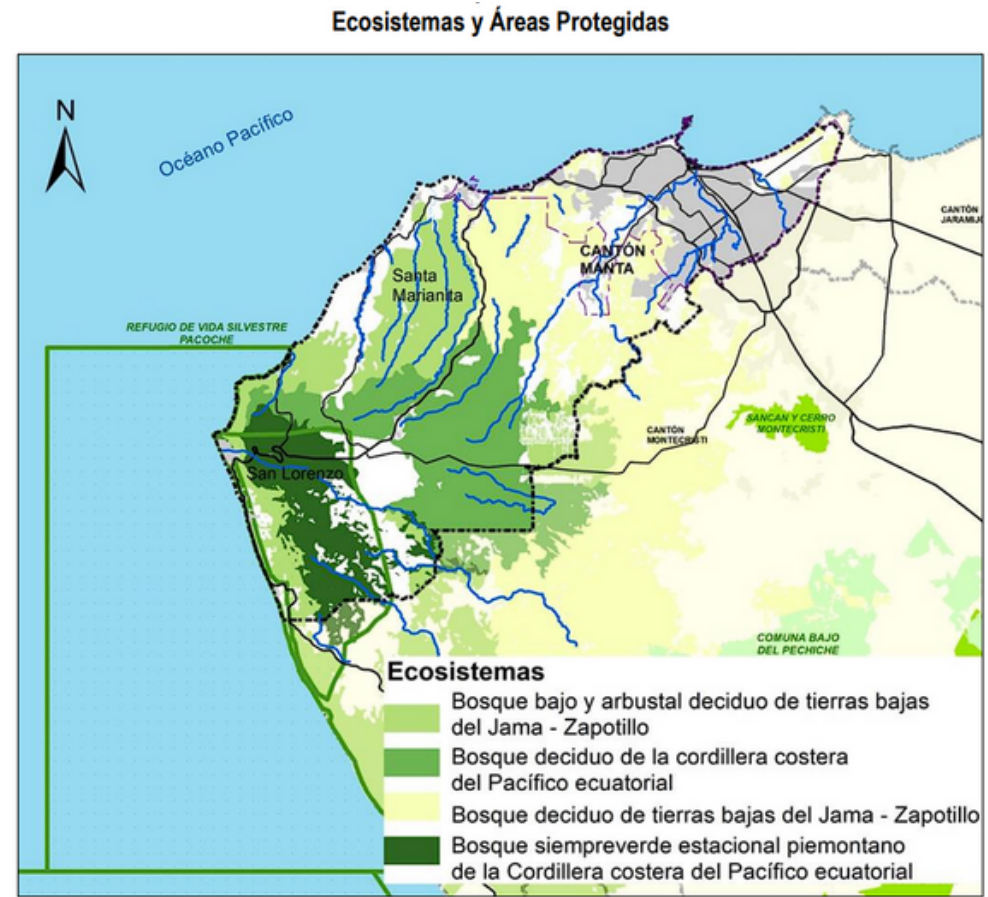 Ecosistemas y Áreas Protegidas
N
Océano Pacífico
CANTÓN
CANTÓN
MANTA
Santa
Marianita
REFUGIO DE VIDA SILVESTRE
PACOCHE
SANCAN Y CERRO
MONTECRISTI
CANTÓN
MONTECRISTI
San Lorenzo
COMUNA BAJO
DEL PECHICHE
Ecosistemas
Bosque bajo y arbustal deciduo de tierras bajas
del Jama - Zapotillo
Bosque deciduo de la cordillera costera
del Pacífico ecuatorial
Bosque deciduo de tierras bajas del Jama - Zapotillo
Bosque siempreverde estacional piemontano
de la Cordillera costera del Pacífico ecuatorial